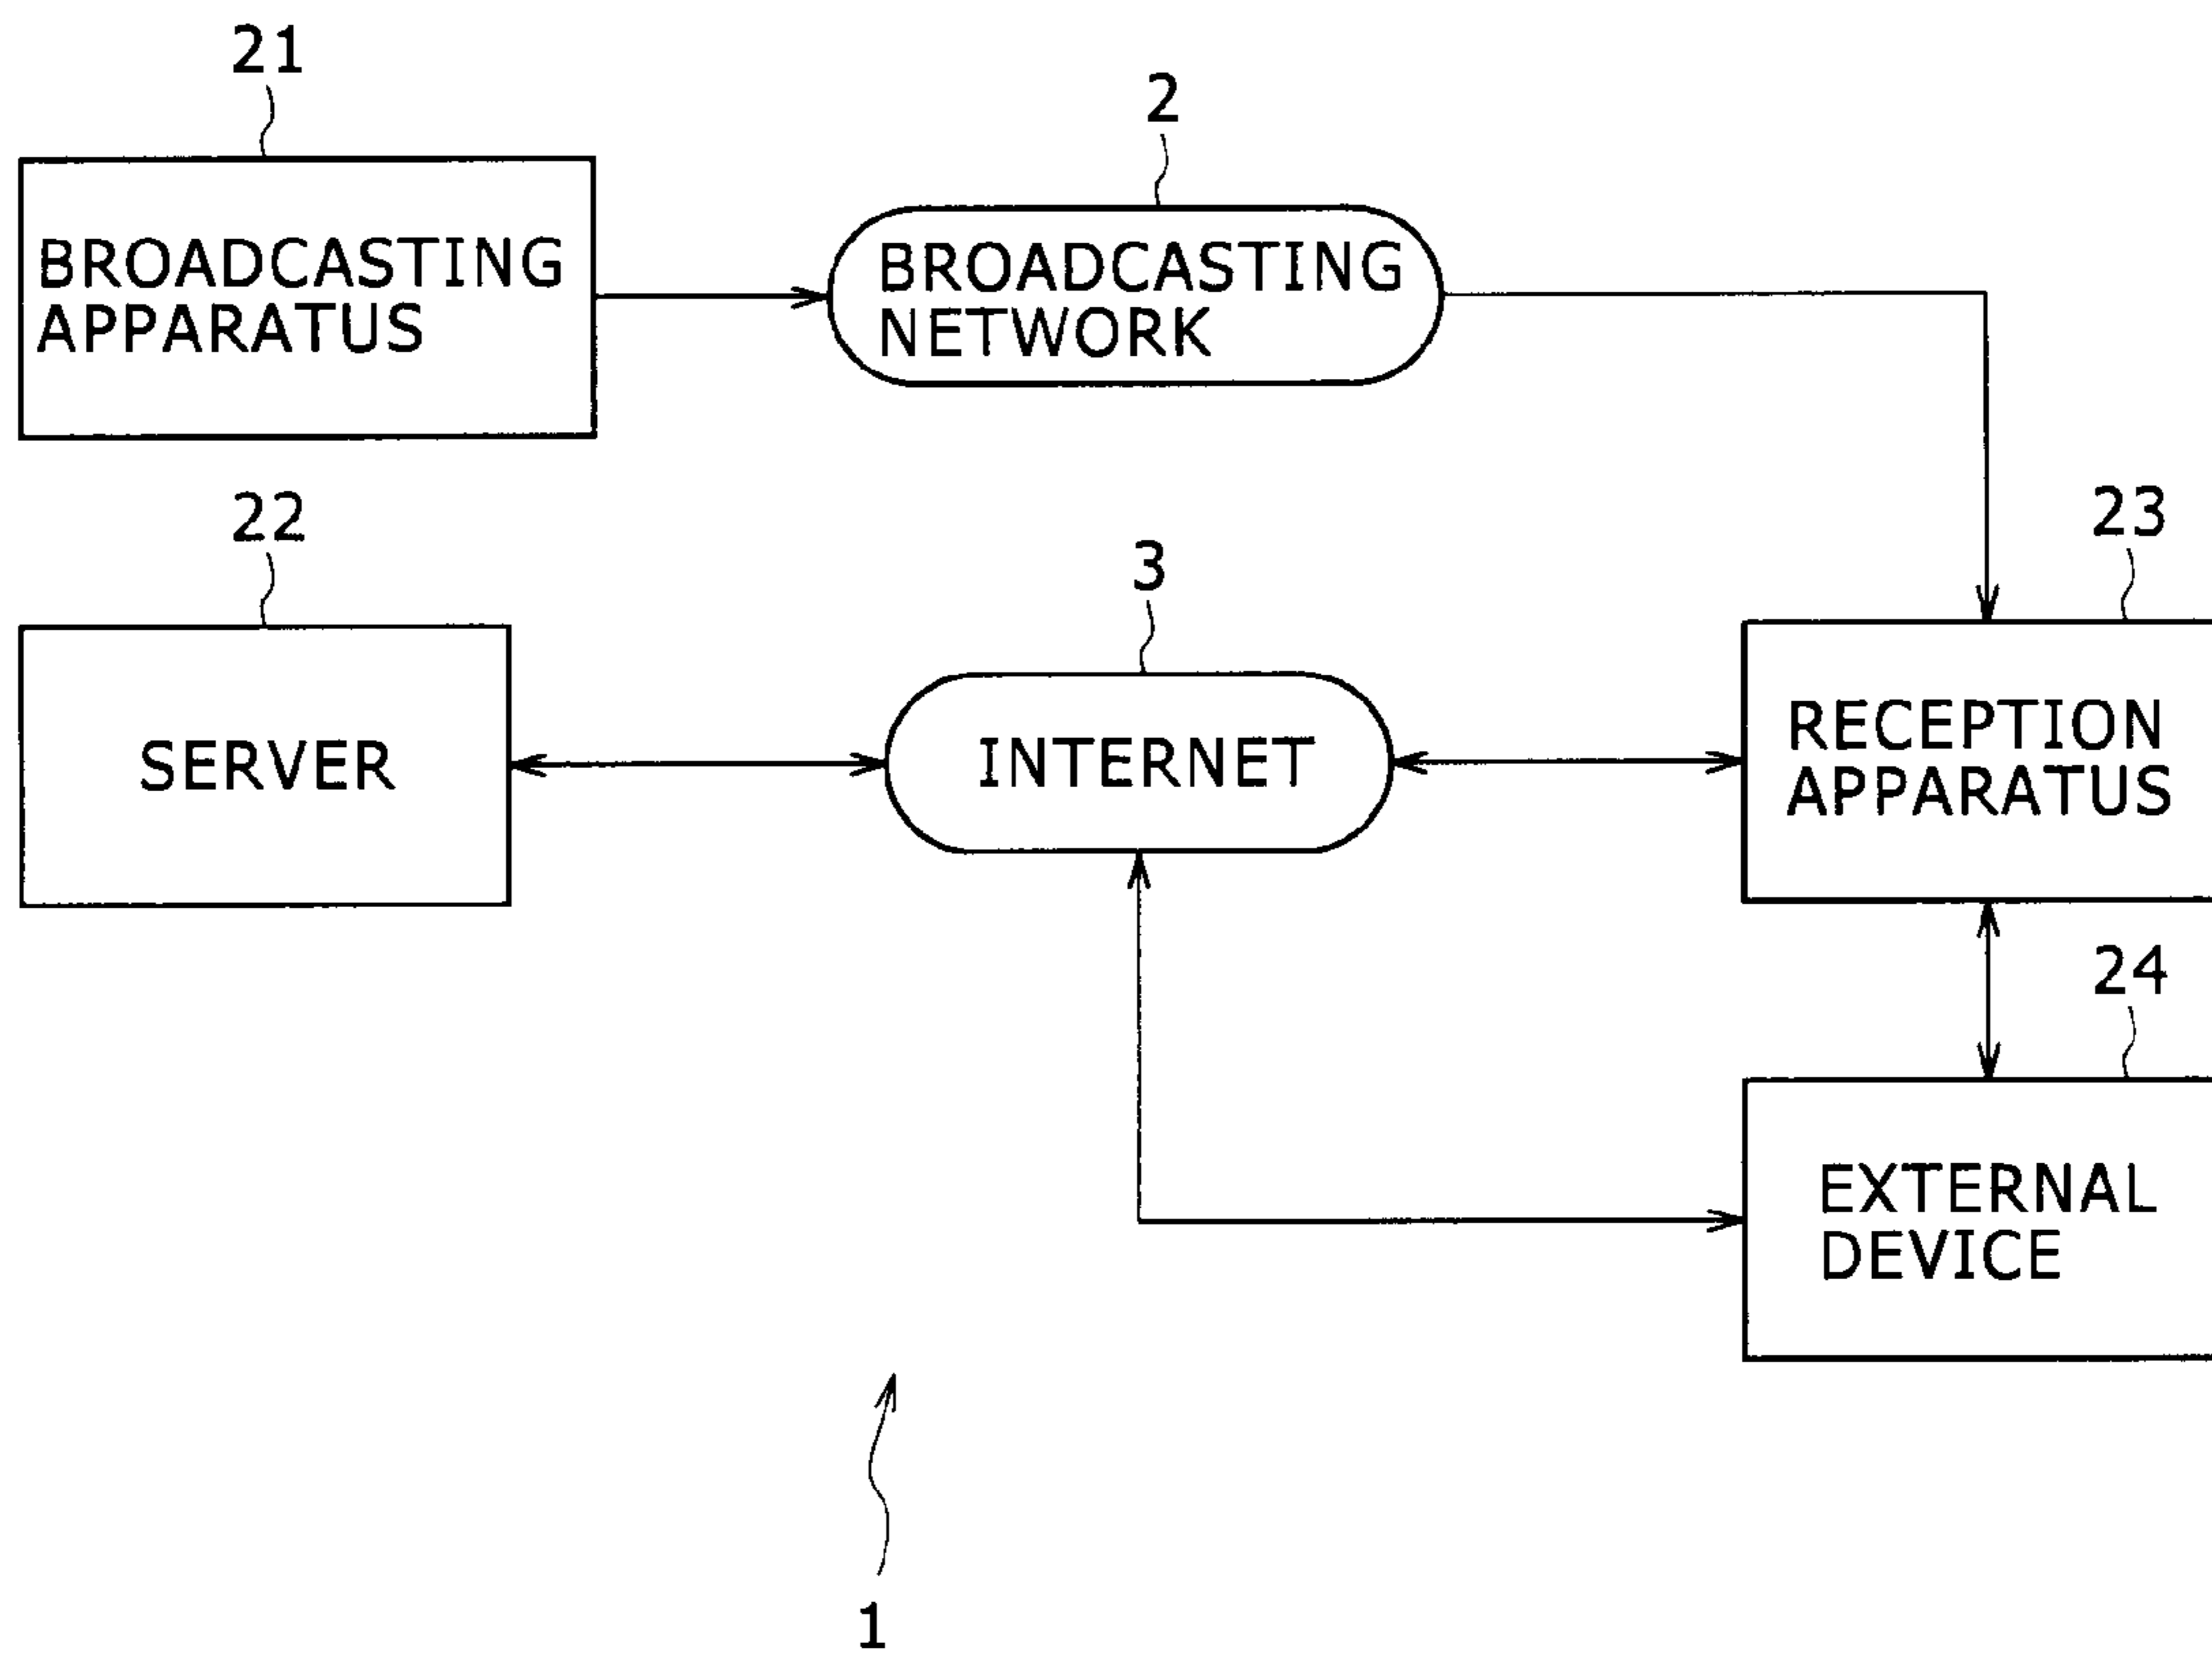 21
2
BROADCASTING
APPARATUS
BROADCASTING
NETWORK
22
3
23
SERVER
INTERNET
RECEPTION
APPARATUS
24
EXTERNAL
DEVICE
1